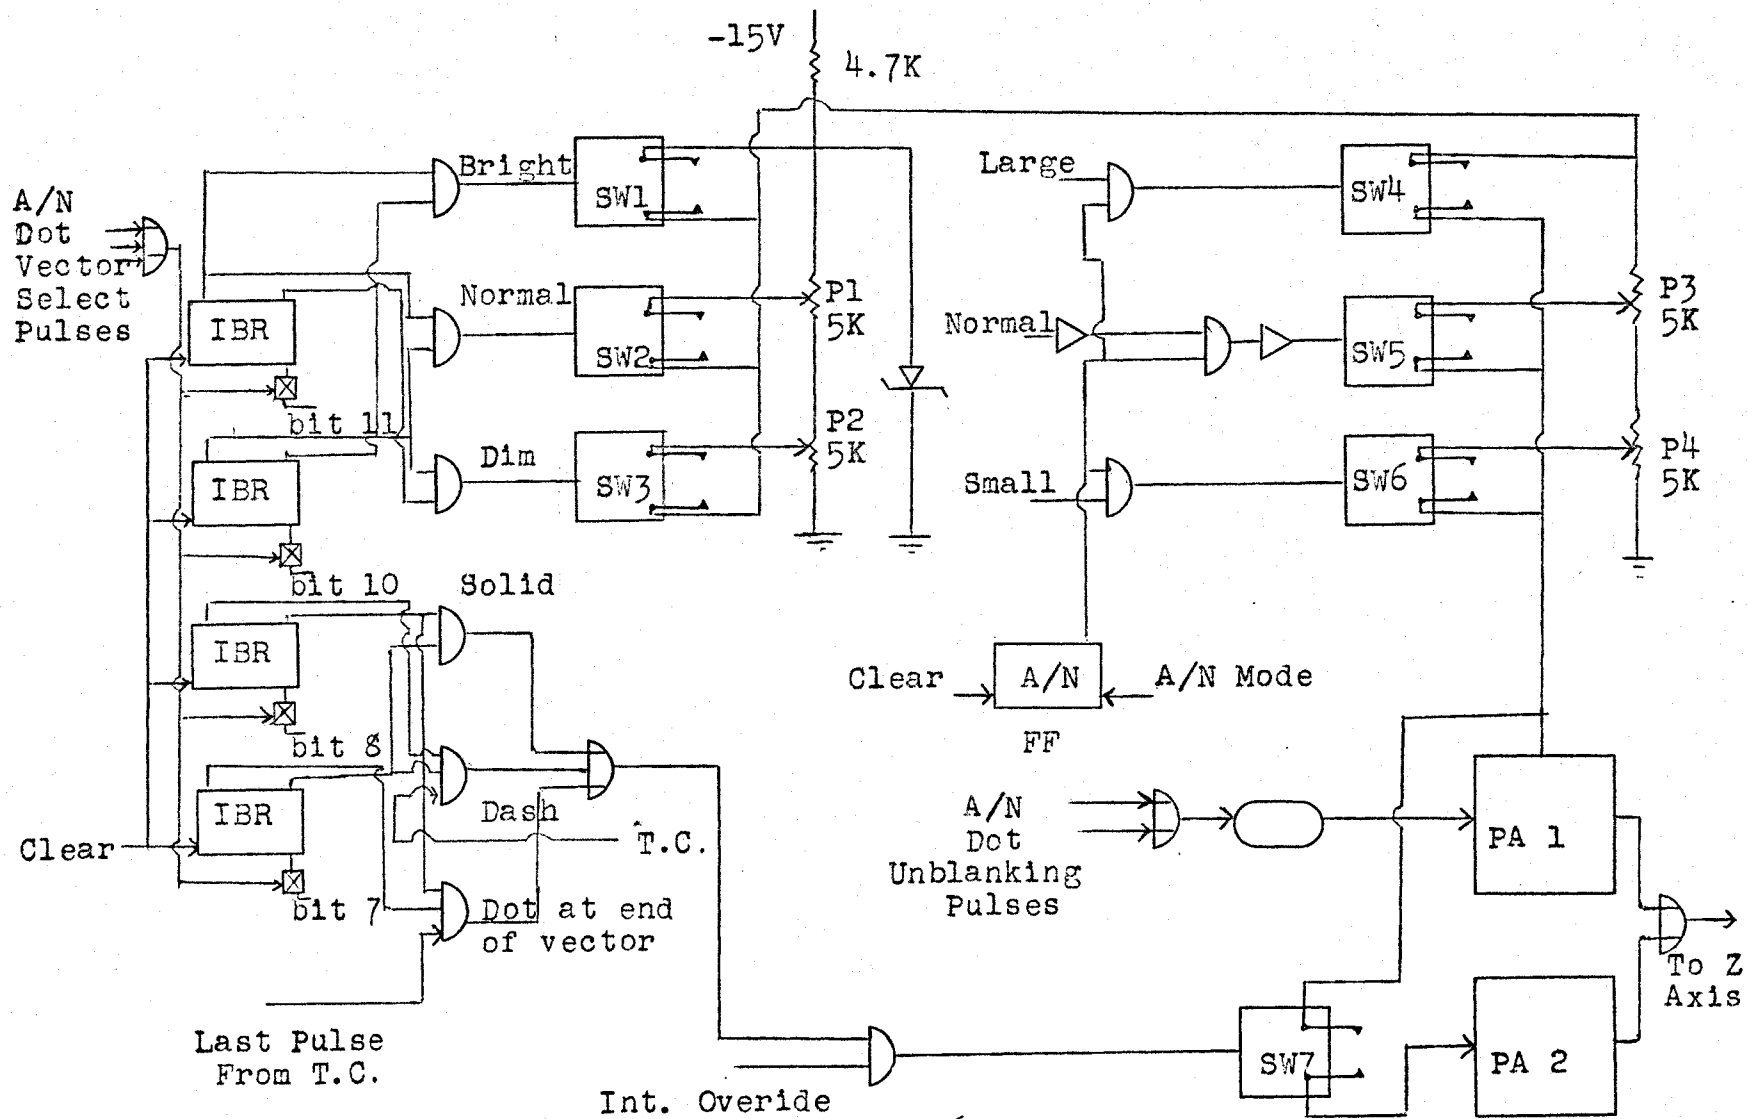 -15V
4.7K
A/N
Dot
Vector
Select
Pulses
Bright
SW1
Normal
SW2
P1
5K
Dim
SW3
P2
5K
IBR
bit 11
IBR
bit 10
IBR
bit 8
IBR
bit 7
Clear
Large
SW4
Normal
SW5
P3
5K
Small
SW6
P4
5K
Solid
Dash
T.C.
Dot at end
of vector
Last Pulse
From T.C.
Clear
A/N
A/N Mode
FF
A/N
Dot
Unblanking
Pulses
PA 1
To Z
Axis
SW7
PA 2
Int. Overide